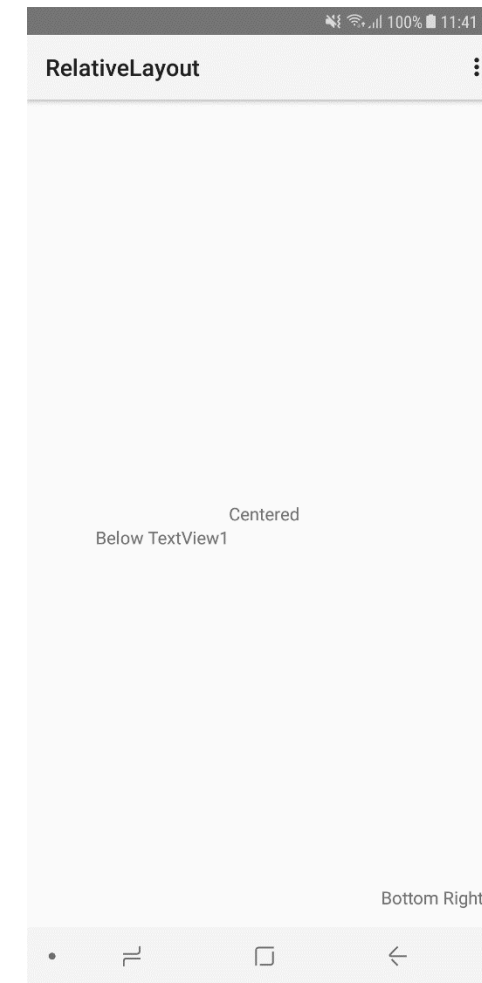 100% 11:41
RelativeLayout
Centered
Below TextView1
Bottom Right